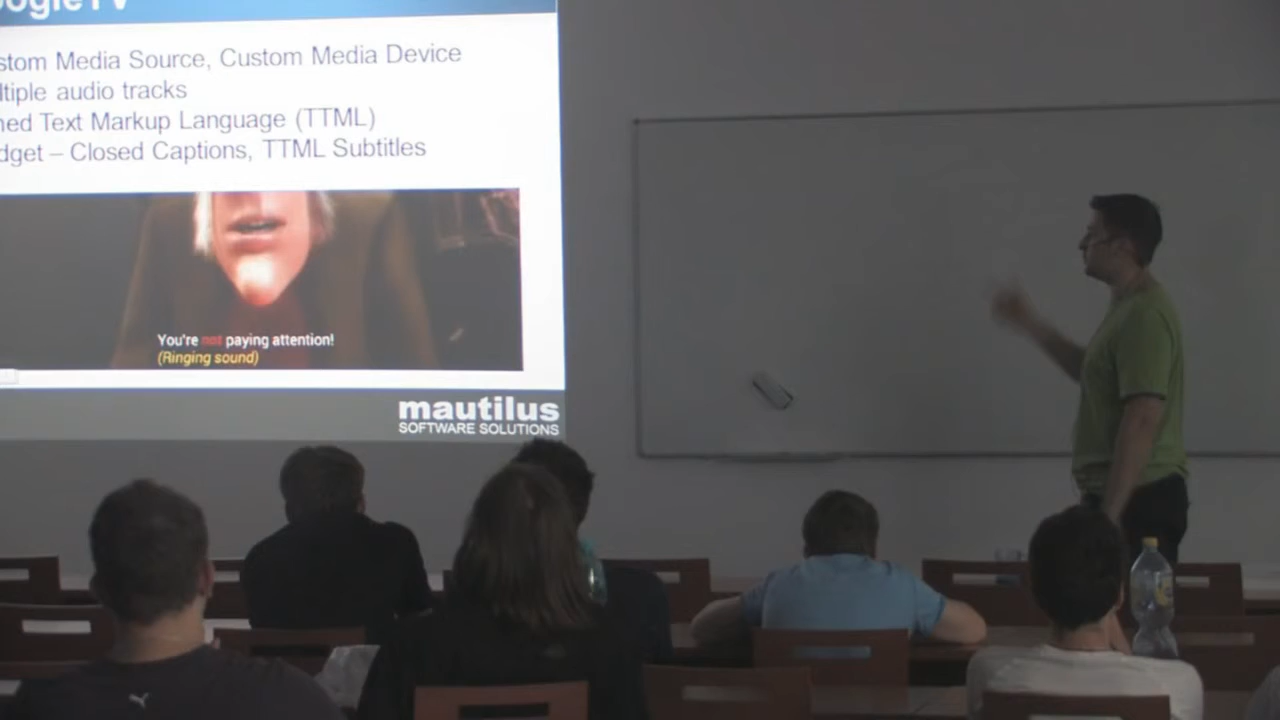 ogleTV
stom Media Source, Custom Media Device
ltiple audio tracks
ned Text Markup Language (TTML)
dget – Closed Captions, TTML Subtitles
You're not paying attention!
(Ringing sound)
mautilus
SOFTWARE SOLUTIONS